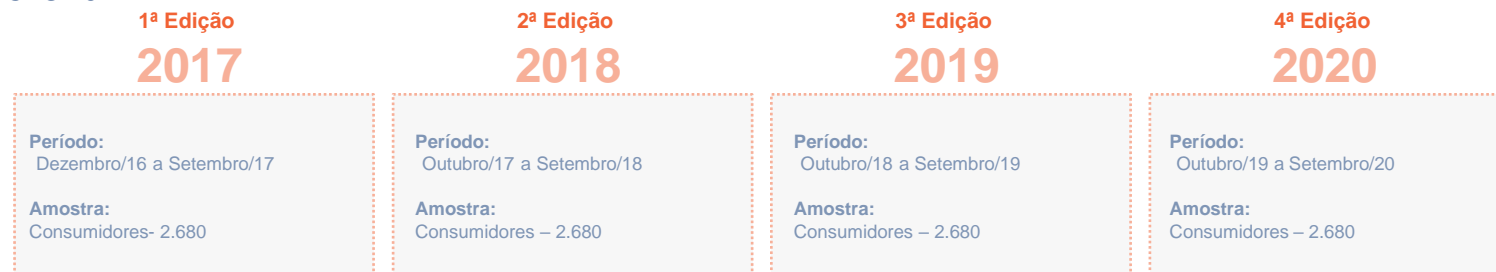 1ª Edição
2017
Período:
Dezembro/16 a Setembro/17
Amostra:
Consumidores- 2.680
2ª Edição
2018
Período:
Outubro/17 a Setembro/18
Amostra:
Consumidores – 2.680
3ª Edição
2019
Período:
Outubro/18 a Setembro/19
Amostra:
Consumidores – 2.680
4ª Edição
2020
Período:
Outubro/19 a Setembro/20
Amostra:
Consumidores – 2.680